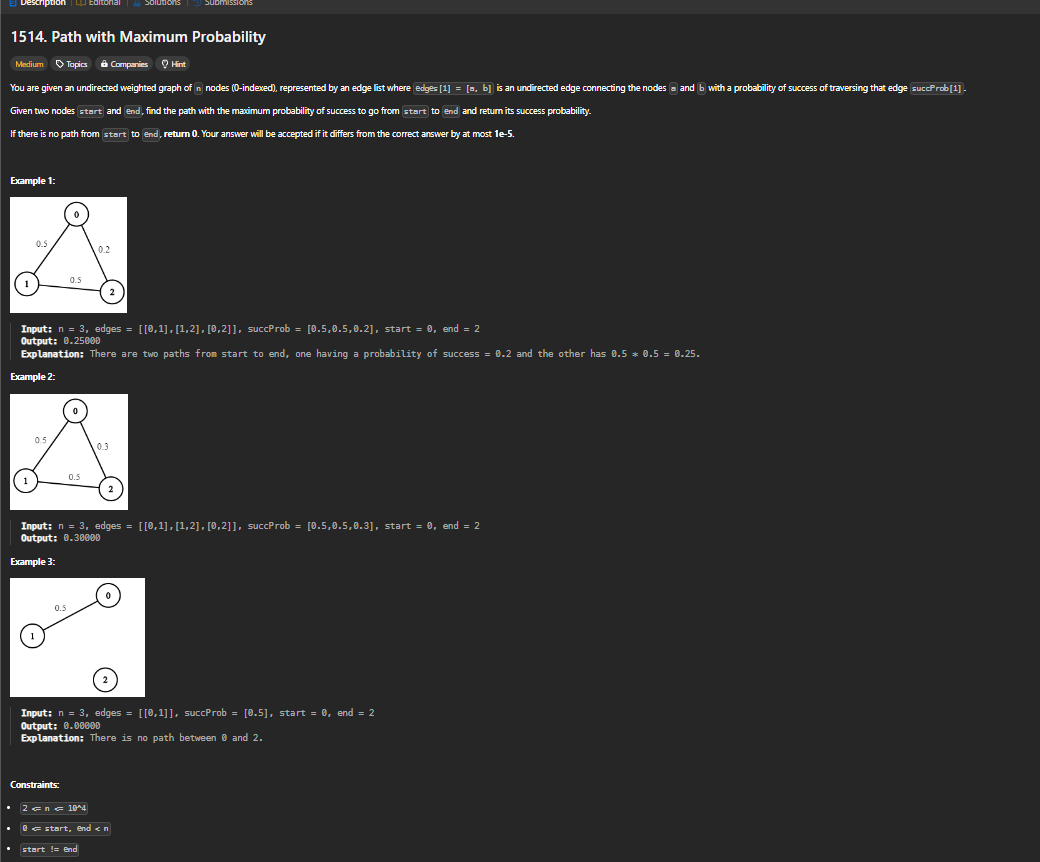 Description Editorial Solutions Submissions
1514. Path with Maximum Probability
Medium Topics Companies Hint
You are given an undirected weighted graph of n nodes (0-indexed), represented by an edge list where edges[i] = [a, b] is an undirected edge connecting the nodes a and b with a probability of success of traversing that edge succProb[i].
Given two nodes start and end, find the path with the maximum probability of success to go from start to end and return its success probability.
If there is no path from start to end, return 0. Your answer will be accepted if it differs from the correct answer by at most 1e-5.
Example 1:
0
0.5
0.2
0.5
1
2
Input: n = 3, edges = [[0,1],[1,2],[0,2]], succProb = [0.5,0.5,0.2], start = 0, end = 2
Output: 0.25000
Explanation: There are two paths from start to end, one having a probability of success = 0.2 and the other has 0.5 * 0.5 = 0.25.
Example 2:
0
0.5
0.3
0.5
1
2
Input: n = 3, edges = [[0,1],[1,2],[0,2]], succProb = [0.5,0.5,0.3], start = 0, end = 2
Output: 0.30000
Example 3:
0
0.5
1
2
Input: n = 3, edges = [[0,1]], succProb = [0.5], start = 0, end = 2
Output: 0.00000
Explanation: There is no path between 0 and 2.
Constraints:
• 2 <= n <= 10^4
• 0 <= start, end < n
• start != end